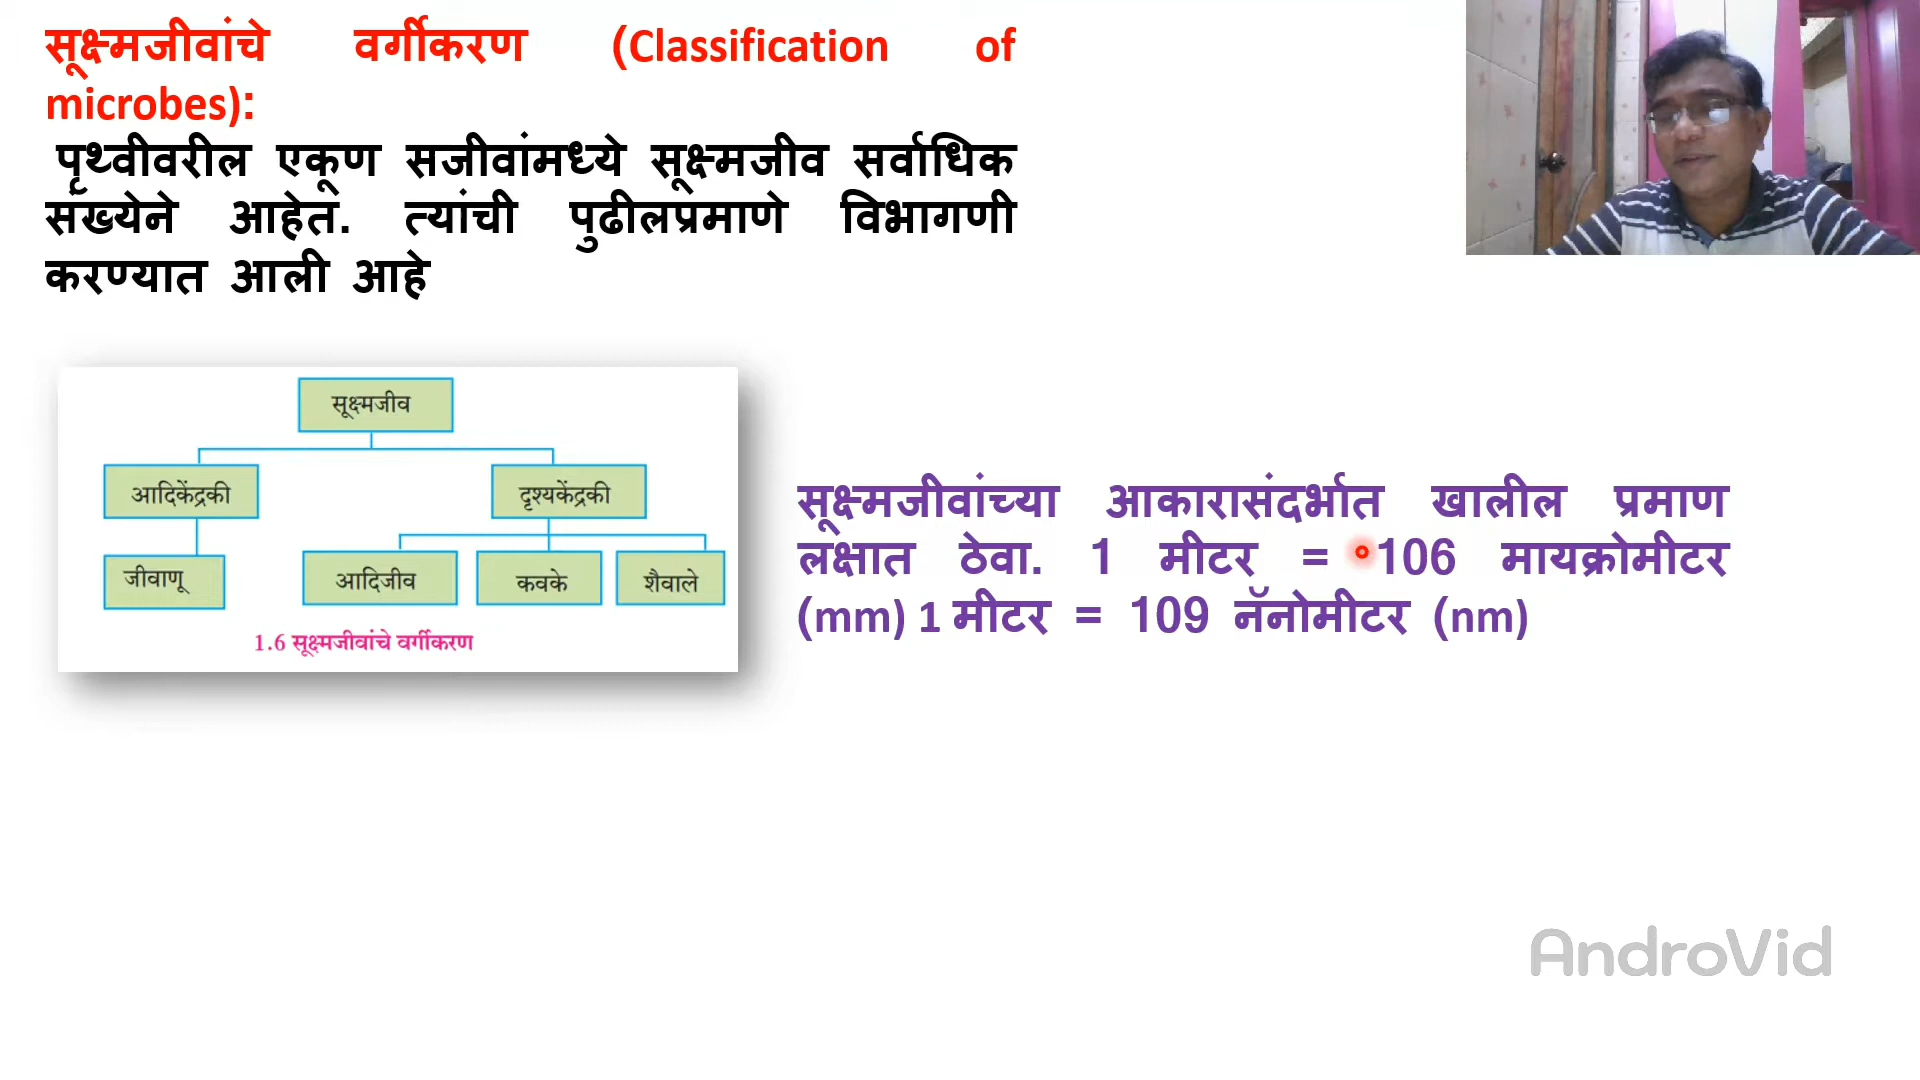 सूक्ष्मजीवांचे वर्गीकरण (Classification of
microbes):
पृथ्वीवरील एकूण सजीवांमध्ये सूक्ष्मजीव सर्वाधिक
संख्येने आहेत. त्यांची पुढीलप्रमाणे विभागणी
करण्यात आली आहे
सूक्ष्मजीव
आदिकेंद्रकी दृश्यकेंद्रकी
जीवाणू आदिजीव कवके शैवाले
1.6 सूक्ष्मजीवांचे वर्गीकरण
सूक्ष्मजीवांच्या आकारासंदर्भात खालील प्रमाण
लक्षात ठेवा. 1 मीटर = 106 मायक्रोमीटर
(mm) 1 मीटर = 109 नॅनोमीटर (nm)
AndroVid